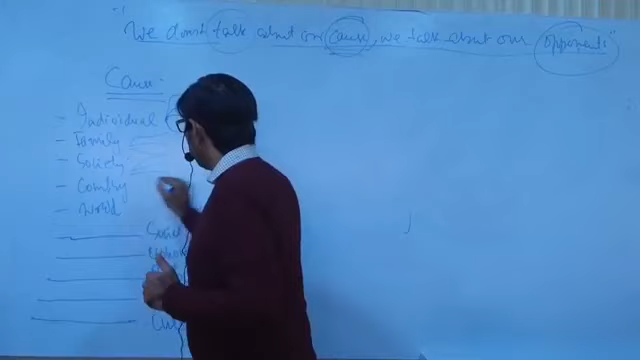 "We don't talk about our cause, we talk about our opponents"
Cause
- Individual
- Family
- Society
- Country
- World